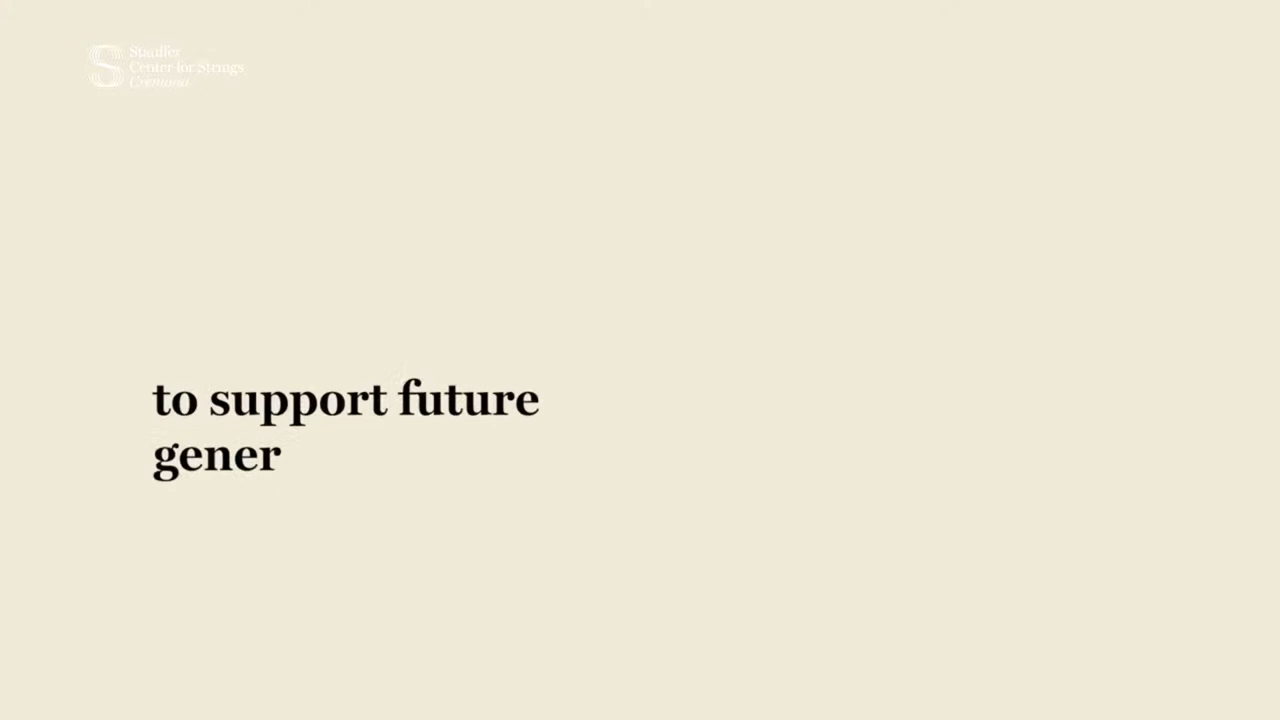 Stauffer
Center for Strings
Cremona
to support future
gener